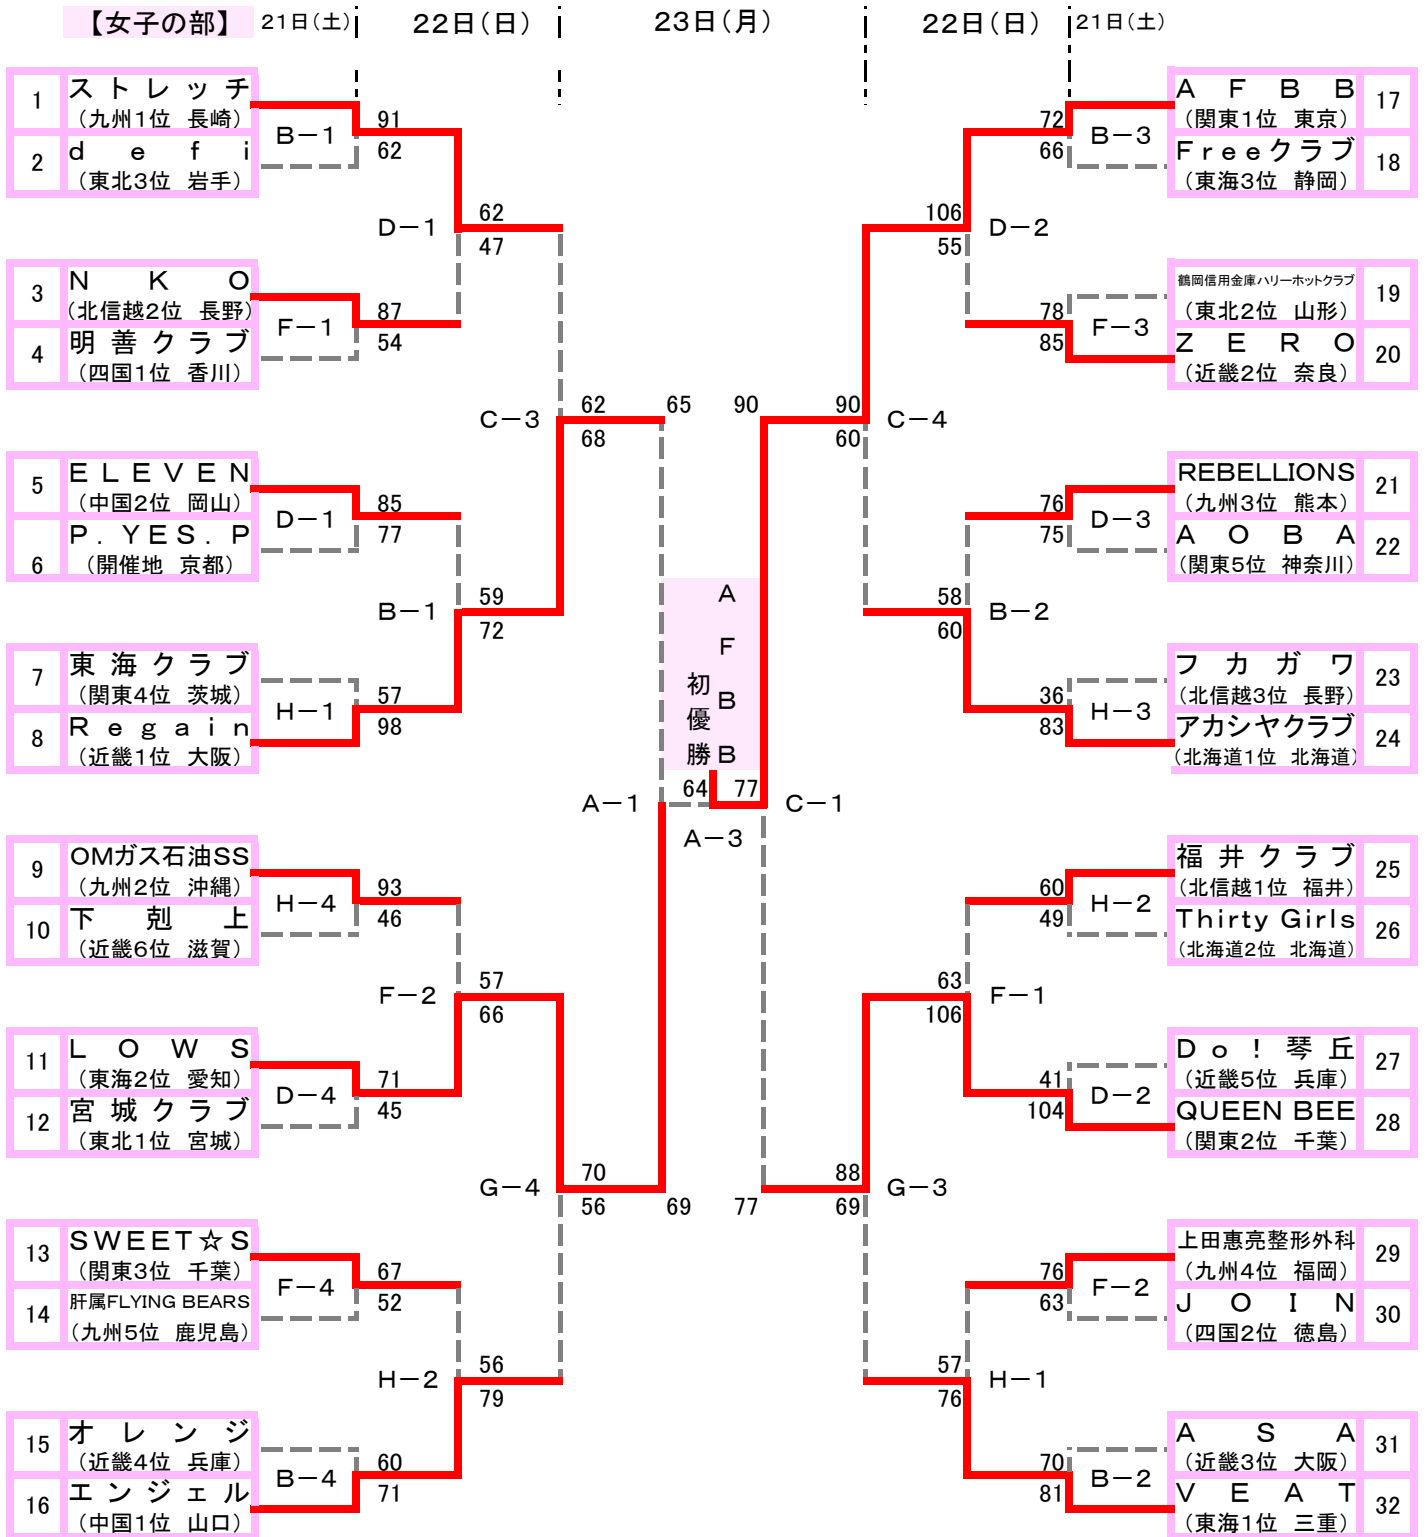 【女子の部】 21日(土) 22日(日) 23日(月) 22日(日) 21日(土)
1 ストレッチ
(九州1位 長崎)
2 defi
(東北3位 岩手)
B-1
91
62
D-1
62
47
3 NKO
(北信越2位 長野)
4 明善クラブ
(四国1位 香川)
F-1
87
54
C-3
62 65
68
5 ELEVEN
(中国2位 岡山)
6 P.YES.P
(開催地 京都)
D-1
85
77
B-1
59
72
7 東海クラブ
(関東4位 茨城)
8 Regain
(近畿1位 大阪)
H-1
57
98
A-1
9 OMガス石油SS
(九州2位 沖縄)
10 下剋上
(近畿6位 滋賀)
H-4
93
46
F-2
57
66
11 LOWS
(東海2位 愛知)
12 宮城クラブ
(東北1位 宮城)
D-4
71
45
G-4
70
56 69
13 SWEET☆S
(関東3位 千葉)
14 肝属FLYING BEARS
(九州5位 鹿児島)
F-4
67
52
H-2
56
79
15 オレンジ
(近畿4位 兵庫)
16 エンジェル
(中国1位 山口)
B-4
60
71
AFBB
初優勝
64 77
A-3
AFBB 17
(関東1位 東京)
Freeクラブ 18
(東海3位 静岡)
72
66
B-3
106
55
D-2
鶴岡信用金庫ハリーホットクラブ 19
(東北2位 山形)
ZERO 20
(近畿2位 奈良)
78
85
F-3
90 90
60
C-4
REBELLIONS 21
(九州3位 熊本)
AOBA 22
(関東5位 神奈川)
76
75
D-3
58
60
B-2
フカガワ 23
(北信越3位 長野)
アカシヤクラブ 24
(北海道1位 北海道)
36
83
H-3
C-1
福井クラブ 25
(北信越1位 福井)
Thirty Girls 26
(北海道2位 北海道)
60
49
H-2
63
106
F-1
Do!琴丘 27
(近畿5位 兵庫)
QUEEN BEE 28
(関東2位 千葉)
41
104
D-2
88
77 69
G-3
上田惠亮整形外科 29
(九州4位 福岡)
JOIN 30
(四国2位 徳島)
76
63
F-2
57
76
H-1
ASA 31
(近畿3位 大阪)
VEAT 32
(東海1位 三重)
70
81
B-2